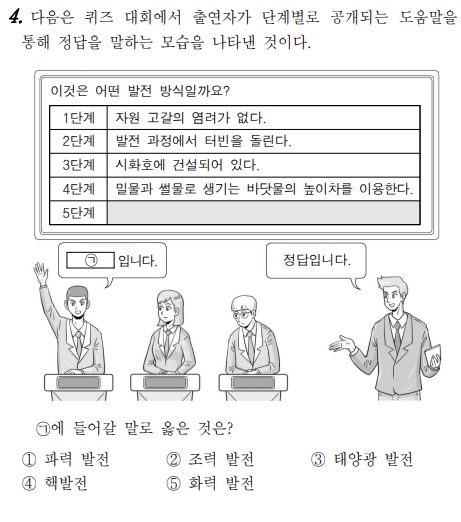 4. 다음은 퀴즈 대회에서 출연자가 단계별로 공개되는 도움말을
통해 정답을 말하는 모습을 나타낸 것이다.
이것은 어떤 발전 방식일까요?
1단계 자원 고갈의 염려가 없다.
2단계 발전 과정에서 터빈을 돌린다.
3단계 시화호에 건설되어 있다.
4단계 밀물과 썰물로 생기는 바닷물의 높이차를 이용한다.
5단계
㉠ 입니다.
정답입니다.
㉠에 들어갈 말로 옳은 것은?
① 파력 발전 ② 조력 발전 ③ 태양광 발전
④ 핵발전 ⑤ 화력 발전